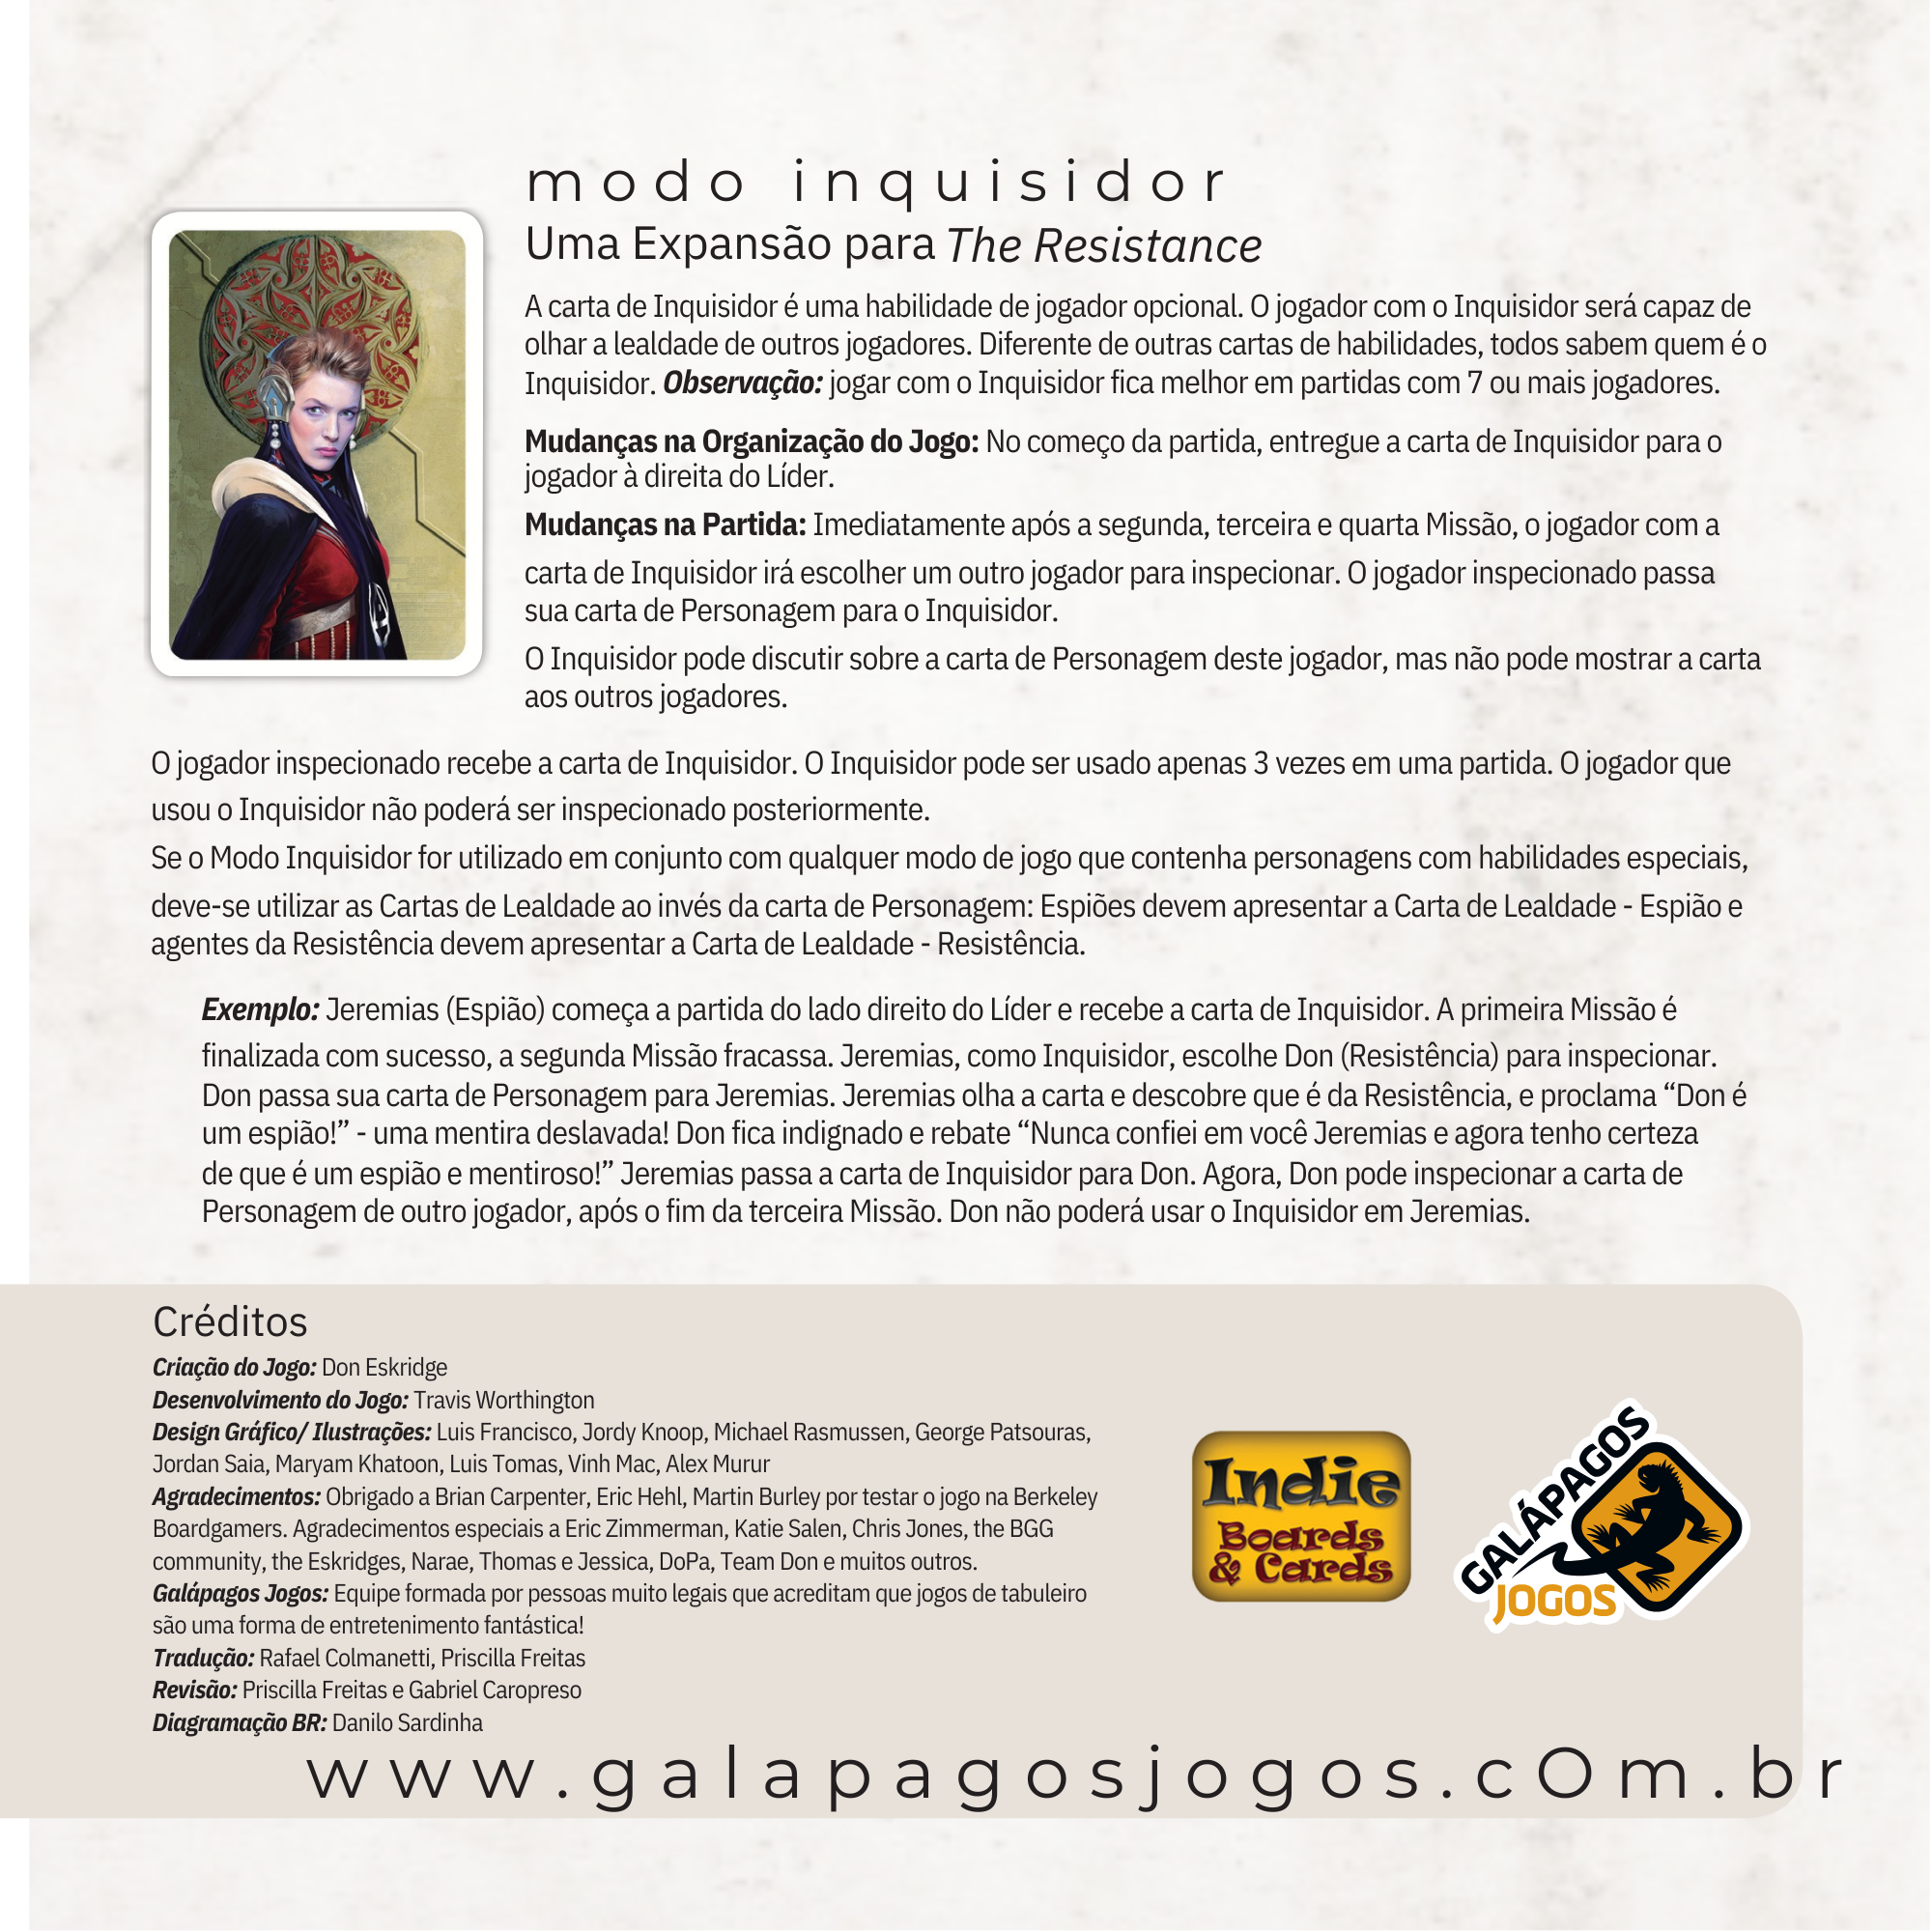 modo inquisidor
Uma Expansão para The Resistance
A carta de Inquisidor é uma habilidade de jogador opcional. O jogador com o Inquisidor será capaz de
olhar a lealdade de outros jogadores. Diferente de outras cartas de habilidades, todos sabem quem é o
Inquisidor. Observação: jogar com o Inquisidor fica melhor em partidas com 7 ou mais jogadores.
Mudanças na Organização do Jogo: No começo da partida, entregue a carta de Inquisidor para o
jogador à direita do Líder.
Mudanças na Partida: Imediatamente após a segunda, terceira e quarta Missão, o jogador com a
carta de Inquisidor irá escolher um outro jogador para inspecionar. O jogador inspecionado passa
sua carta de Personagem para o Inquisidor.
O Inquisidor pode discutir sobre a carta de Personagem deste jogador, mas não pode mostrar a carta
aos outros jogadores.
O jogador inspecionado recebe a carta de Inquisidor. O Inquisidor pode ser usado apenas 3 vezes em uma partida. O jogador que
usou o Inquisidor não poderá ser inspecionado posteriormente.
Se o Modo Inquisidor for utilizado em conjunto com qualquer modo de jogo que contenha personagens com habilidades especiais,
deve-se utilizar as Cartas de Lealdade ao invés da carta de Personagem: Espiões devem apresentar a Carta de Lealdade - Espião e
agentes da Resistência devem apresentar a Carta de Lealdade - Resistência.
Exemplo: Jeremias (Espião) começa a partida do lado direito do Líder e recebe a carta de Inquisidor. A primeira Missão é
finalizada com sucesso, a segunda Missão fracassa. Jeremias, como Inquisidor, escolhe Don (Resistência) para inspecionar.
Don passa sua carta de Personagem para Jeremias. Jeremias olha a carta e descobre que é da Resistência, e proclama “Don é
um espião!” - uma mentira deslavada! Don fica indignado e rebate “Nunca confiei em você Jeremias e agora tenho certeza
de que é um espião e mentiroso!” Jeremias passa a carta de Inquisidor para Don. Agora, Don pode inspecionar a carta de
Personagem de outro jogador, após o fim da terceira Missão. Don não poderá usar o Inquisidor em Jeremias.
Créditos
Criação do Jogo: Don Eskridge
Desenvolvimento do Jogo: Travis Worthington
Design Gráfico/ Ilustrações: Luis Francisco, Jordy Knoop, Michael Rasmussen, George Patsouras,
Jordan Saia, Maryam Khatoon, Luis Tomas, Vinh Mac, Alex Murur
Agradecimentos: Obrigado a Brian Carpenter, Eric Hehl, Martin Burley por testar o jogo na Berkeley
Boardgamers. Agradecimentos especiais a Eric Zimmerman, Katie Salen, Chris Jones, the BGG
community, the Eskridges, Narae, Thomas e Jessica, DoPa, Team Don e muitos outros.
Galápagos Jogos: Equipe formada por pessoas muito legais que acreditam que jogos de tabuleiro
são uma forma de entretenimento fantástica!
Tradução: Rafael Colmanetti, Priscilla Freitas
Revisão: Priscilla Freitas e Gabriel Caropreso
Diagramação BR: Danilo Sardinha
Indie
Boards
& Cards
GALÁPAGOS
JOGOS
www.galapagosjogos.cOm.br